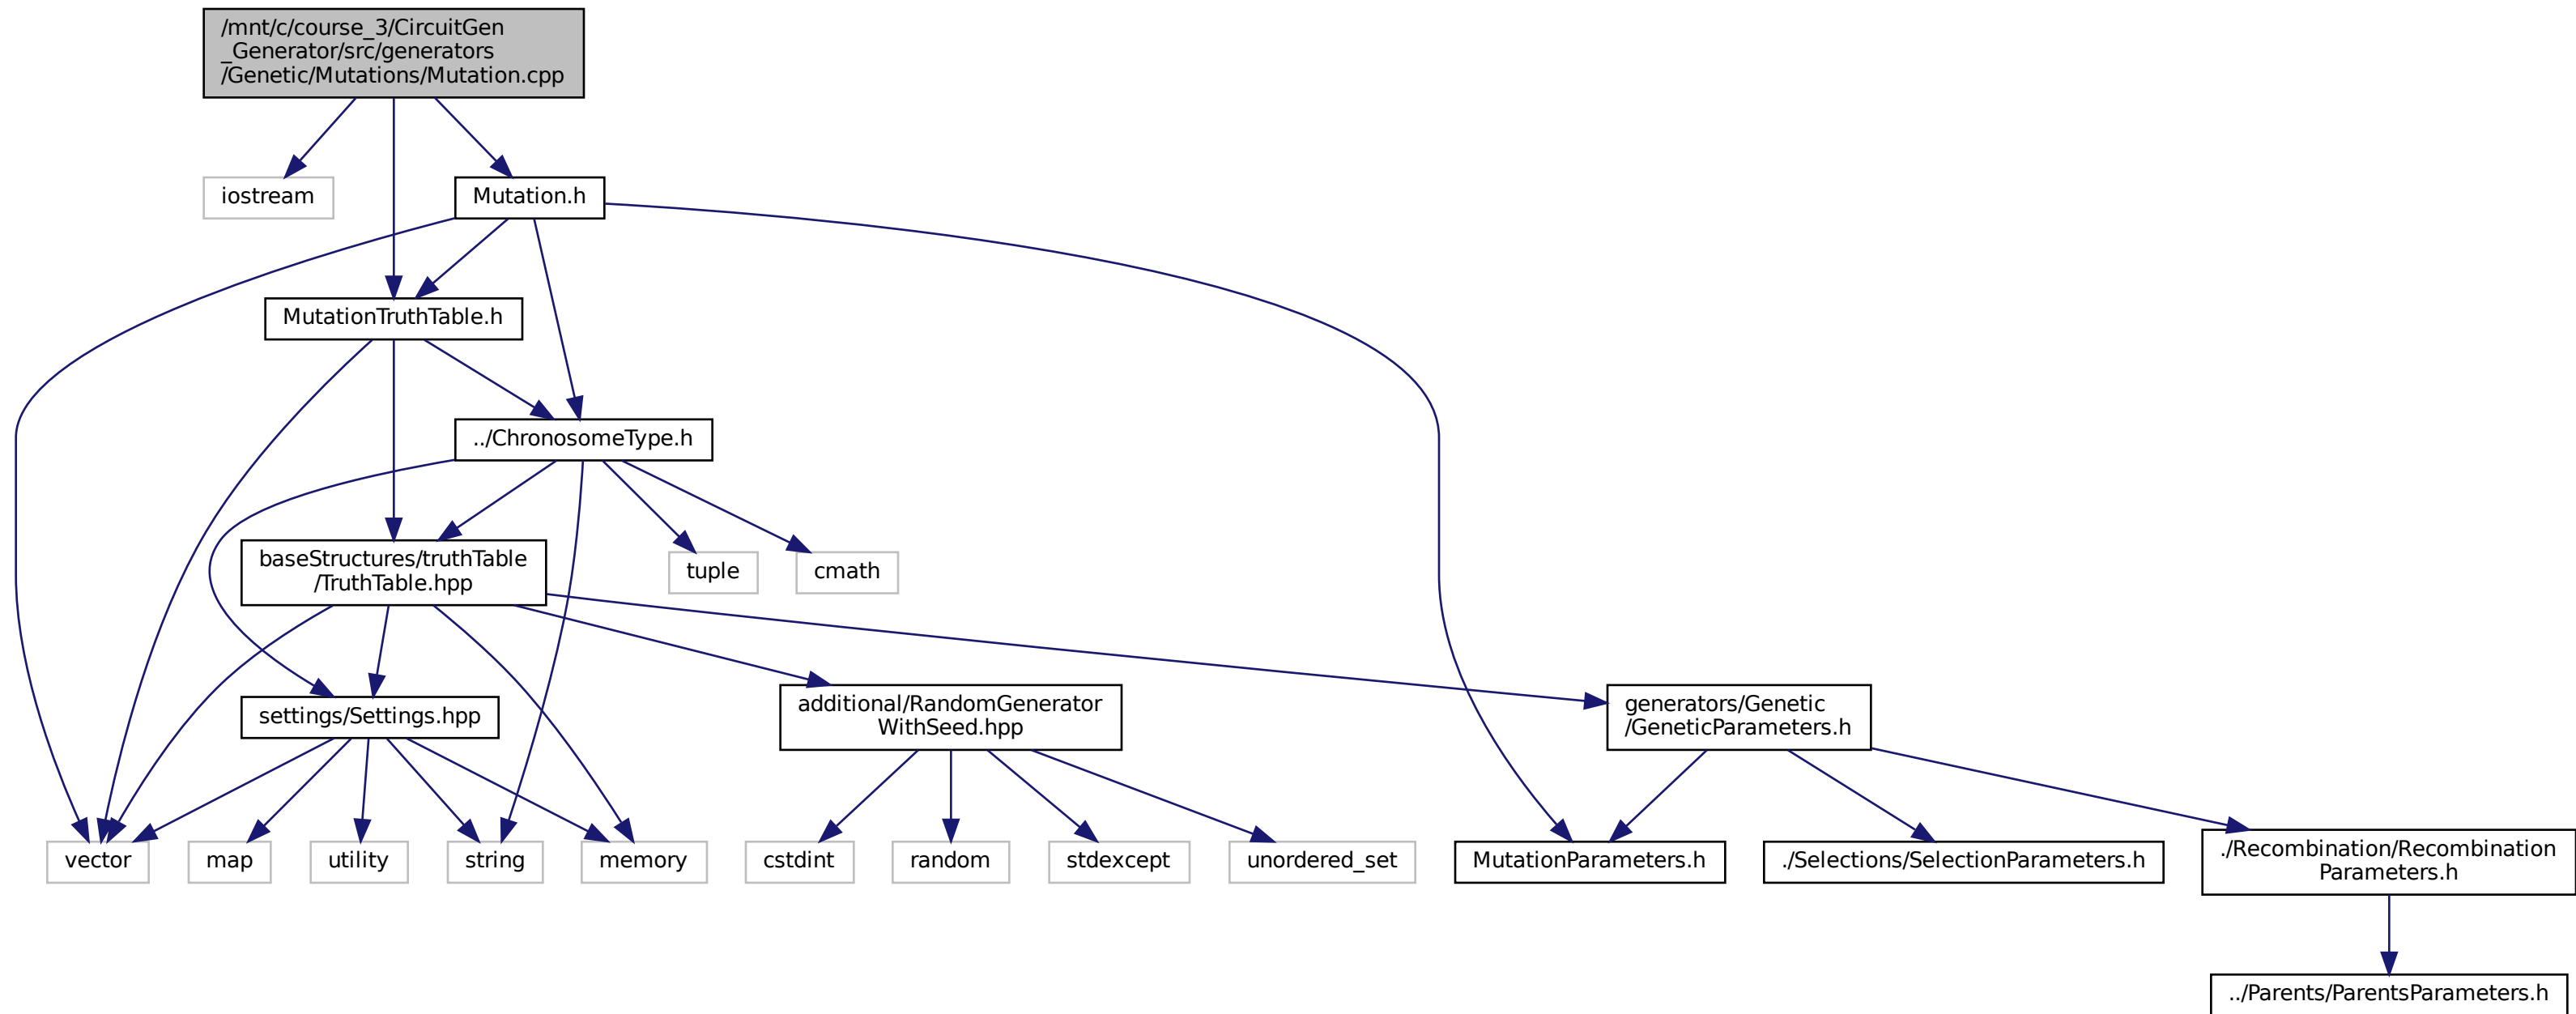 /mnt/c/course_3/CircuitGen
_Generator/src/generators
/Genetic/Mutations/Mutation.cpp
iostream
Mutation.h
MutationTruthTable.h
../ChronosomeType.h
baseStructures/truthTable
/TruthTable.hpp
tuple
cmath
settings/Settings.hpp
additional/RandomGenerator
WithSeed.hpp
generators/Genetic
/GeneticParameters.h
vector
map
utility
string
memory
cstdint
random
stdexcept
unordered_set
MutationParameters.h
./Selections/SelectionParameters.h
./Recombination/Recombination
Parameters.h
../Parents/ParentsParameters.h